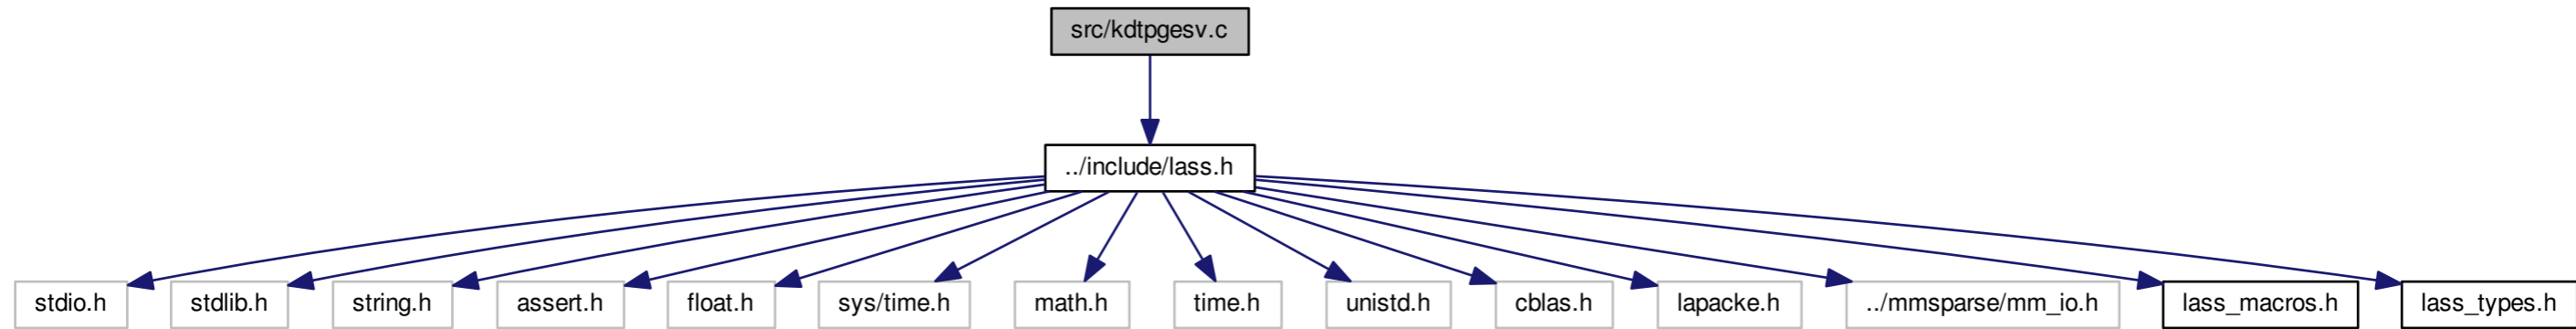 src/kdtpgesv.c
../include/lass.h
stdio.h
stdlib.h
string.h
assert.h
float.h
sys/time.h
math.h
time.h
unistd.h
cblas.h
lapacke.h
../mmsparse/mm_io.h
lass_macros.h
lass_types.h